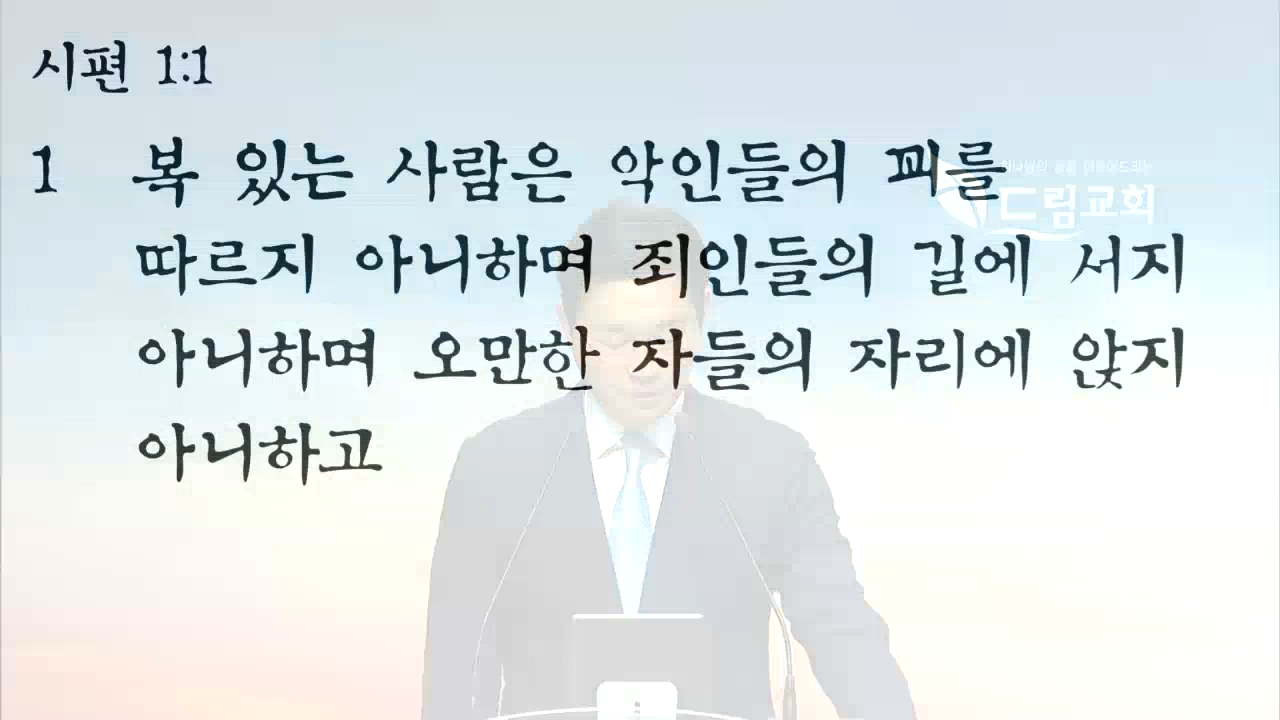 시편 1:1
1 복 있는 사람은 악인들의 꾀를
드림교회
따르지 아니하며 죄인들의 길에 서지
아니하며 오만한 자들의 자리에 앉지
아니하고